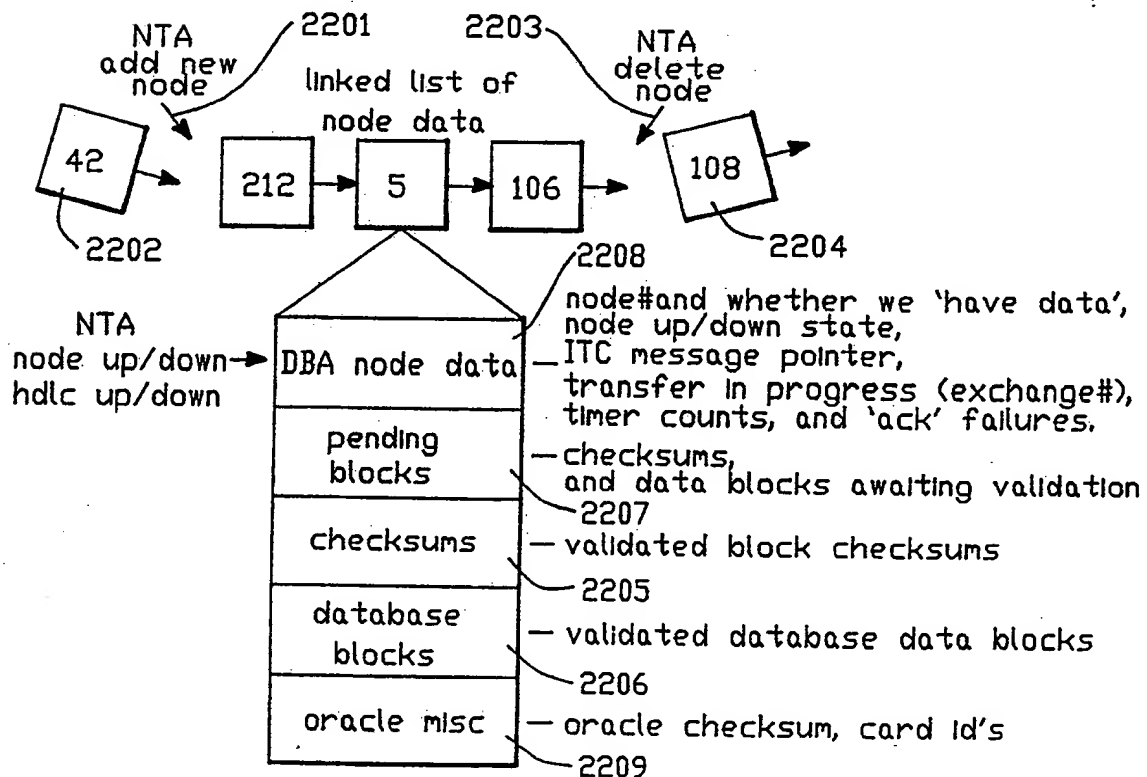 NTA
add new
node
2201
linked list of
node data
2203
NTA
delete
node
42
212
5
106
108
2202
2204
2208
NTA
node up/down
hdlc up/down
DBA node data
node#and whether we 'have data',
node up/down state,
ITC message pointer,
transfer in progress (exchange#),
timer counts, and 'ack' failures.
pending
blocks
checksums,
and data blocks awaiting validation
2207
checksums
validated block checksums
2205
database
blocks
validated database data blocks
2206
oracle misc
oracle checksum, card id's
2209